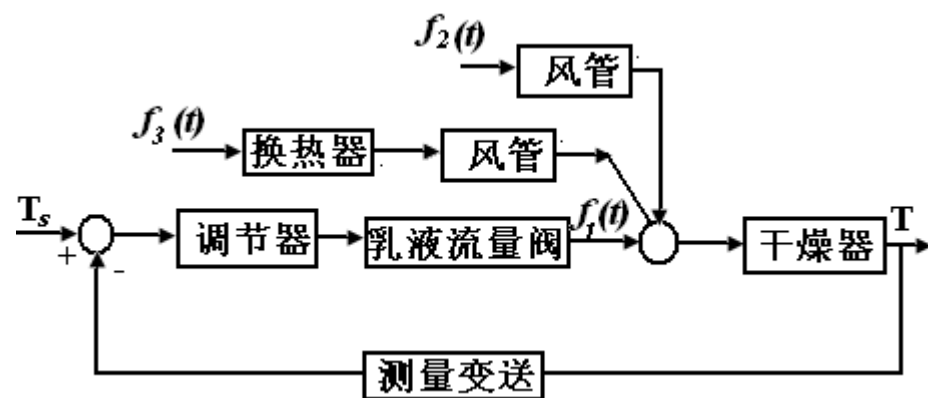 f₂(t)
风管
f₃(t)
换热器
风管
Tₛ
+
-
调节器
乳液流量阀
f₁(t)
干燥器
T
测量变送